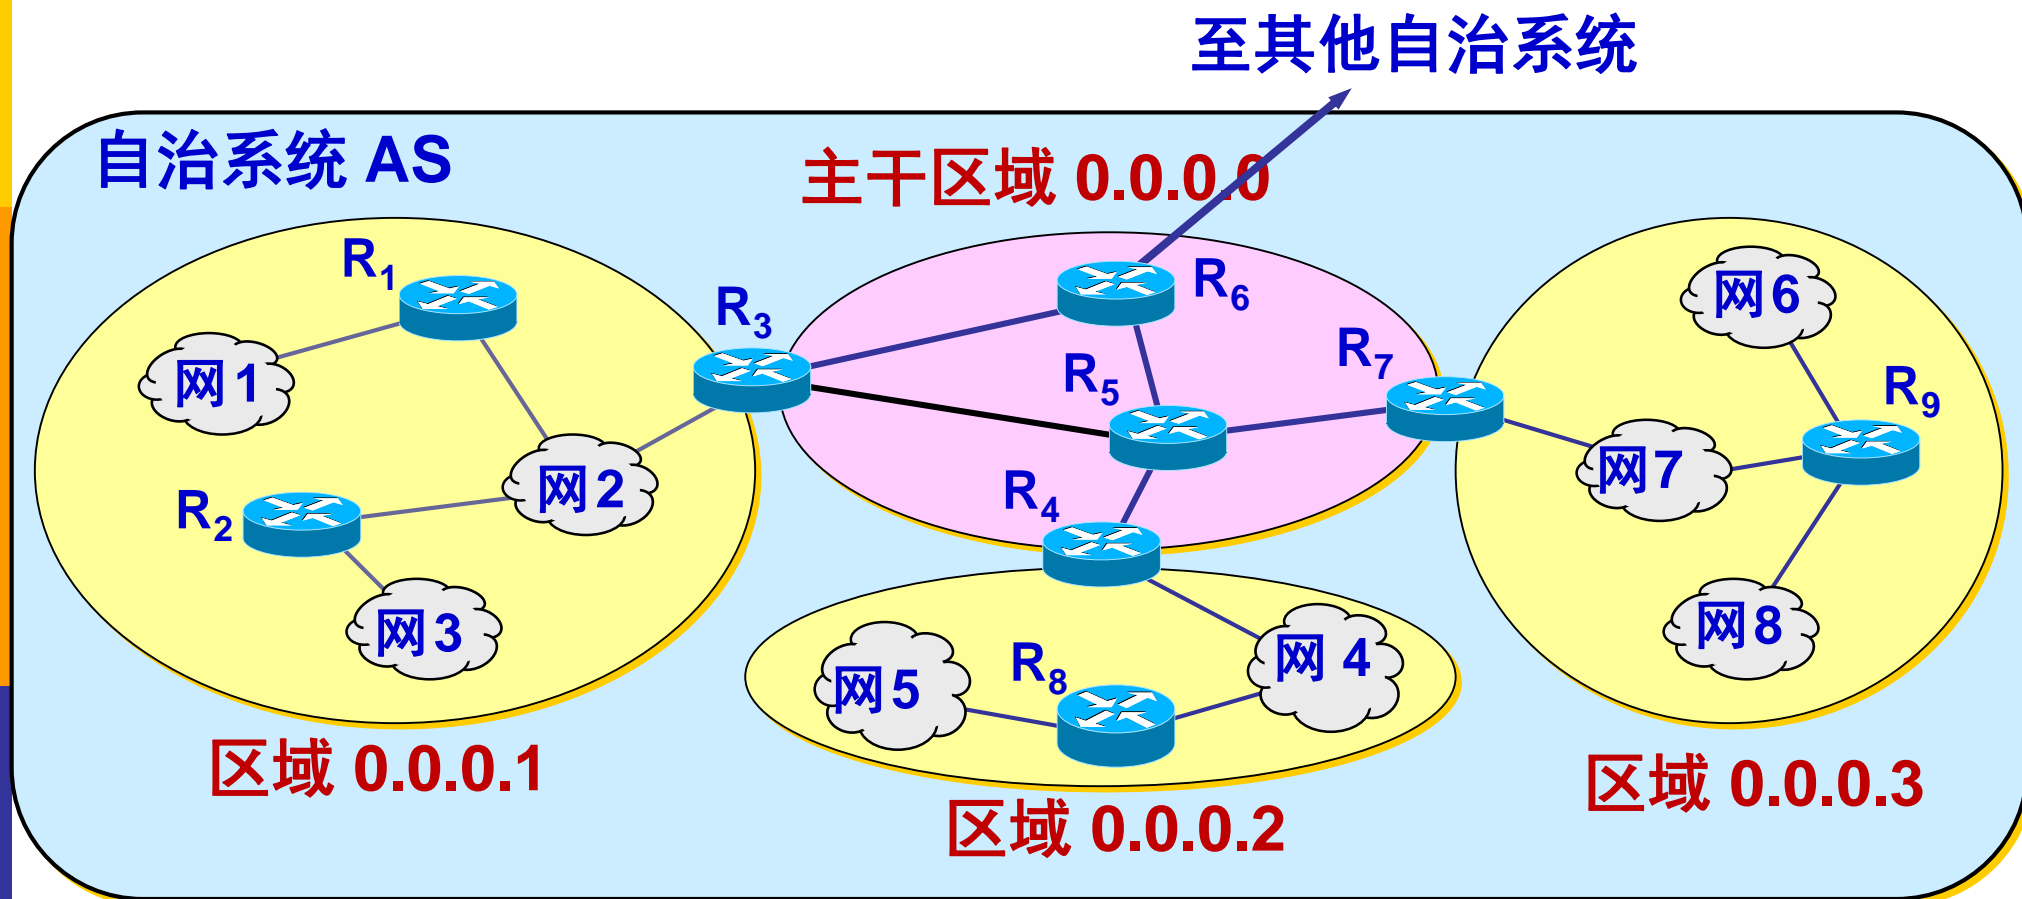 至其他自治系统
自治系统 AS
主干区域 0.0.0.0
R1
R3
R6
R5
R7
R9
R2
R4
R8
网1
网2
网3
网6
网7
网8
网5
网 4
区域 0.0.0.1
区域 0.0.0.2
区域 0.0.0.3